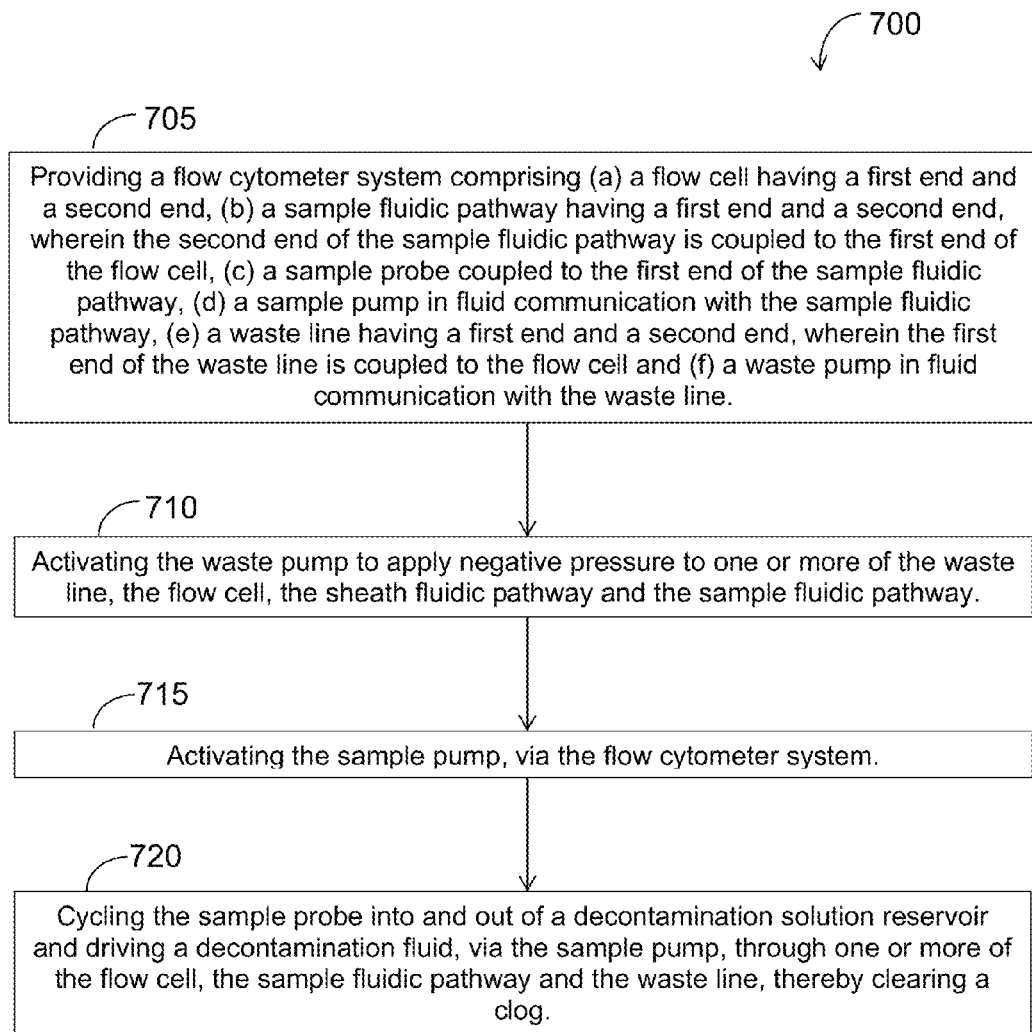 700
705
Providing a flow cytometer system comprising (a) a flow cell having a first end and
a second end, (b) a sample fluidic pathway having a first end and a second end,
wherein the second end of the sample fluidic pathway is coupled to the first end of
the flow cell, (c) a sample probe coupled to the first end of the sample fluidic
pathway, (d) a sample pump in fluid communication with the sample fluidic
pathway, (e) a waste line having a first end and a second end, wherein the first
end of the waste line is coupled to the flow cell and (f) a waste pump in fluid
communication with the waste line.
710
Activating the waste pump to apply negative pressure to one or more of the waste
line, the flow cell, the sheath fluidic pathway and the sample fluidic pathway.
715
Activating the sample pump, via the flow cytometer system.
720
Cycling the sample probe into and out of a decontamination solution reservoir
and driving a decontamination fluid, via the sample pump, through one or more of
the flow cell, the sample fluidic pathway and the waste line, thereby clearing a
clog.